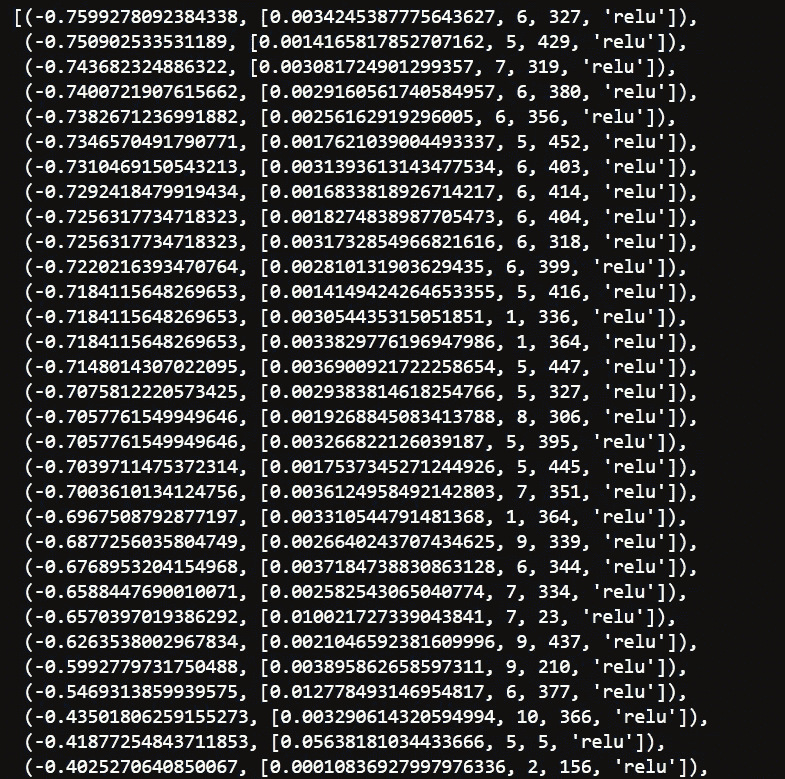 [(-0.7599278092384338, [0.0034245387775643627, 6, 327, 'relu']),
(-0.750902533531189, [0.0014165817852707162, 5, 429, 'relu']),
(-0.743682324886322, [0.003081724901299357, 7, 319, 'relu']),
(-0.7400721907615662, [0.0029160561740584957, 6, 380, 'relu']),
(-0.7382671236991882, [0.00256162919296005, 6, 356, 'relu']),
(-0.7346570491790771, [0.0017621039004493337, 5, 452, 'relu']),
(-0.7310469150543213, [0.0031393613143477534, 6, 403, 'relu']),
(-0.7292418479919434, [0.0016833818926714217, 6, 414, 'relu']),
(-0.7256317734718323, [0.0018274838987705473, 6, 404, 'relu']),
(-0.7256317734718323, [0.0031732854966821616, 6, 318, 'relu']),
(-0.7220216393470764, [0.002810131903629435, 6, 399, 'relu']),
(-0.7184115648269653, [0.0014149424264653355, 5, 416, 'relu']),
(-0.7184115648269653, [0.003054435315051851, 1, 336, 'relu']),
(-0.7184115648269653, [0.0033829776196947986, 1, 364, 'relu']),
(-0.7148014307022095, [0.0036900921722258654, 5, 447, 'relu']),
(-0.7075812220573425, [0.0029383814618254766, 5, 327, 'relu']),
(-0.7057761549949646, [0.0019268845083413788, 8, 306, 'relu']),
(-0.7057761549949646, [0.003266822126039187, 5, 395, 'relu']),
(-0.7039711475372314, [0.0017537345271244926, 5, 445, 'relu']),
(-0.7003610134124756, [0.0036124958492142803, 7, 351, 'relu']),
(-0.6967508792877197, [0.003310544791481368, 1, 364, 'relu']),
(-0.6877256035804749, [0.0026640243707434625, 9, 339, 'relu']),
(-0.6768953204154968, [0.0037184738830863128, 6, 344, 'relu']),
(-0.6588447690010071, [0.002582543065040774, 7, 334, 'relu']),
(-0.6570397019386292, [0.010021727339043841, 7, 23, 'relu']),
(-0.6263538002967834, [0.0021046592381609996, 9, 437, 'relu']),
(-0.5992779731750488, [0.003895862658597311, 9, 210, 'relu']),
(-0.5469313859939575, [0.012778493146954817, 6, 377, 'relu']),
(-0.43501806259155273, [0.003290614320594994, 10, 366, 'relu']),
(-0.41877254843711853, [0.05638181034433666, 5, 5, 'relu']),
(-0.4025270640850067, [0.00010836927997976336, 2, 156, 'relu']),